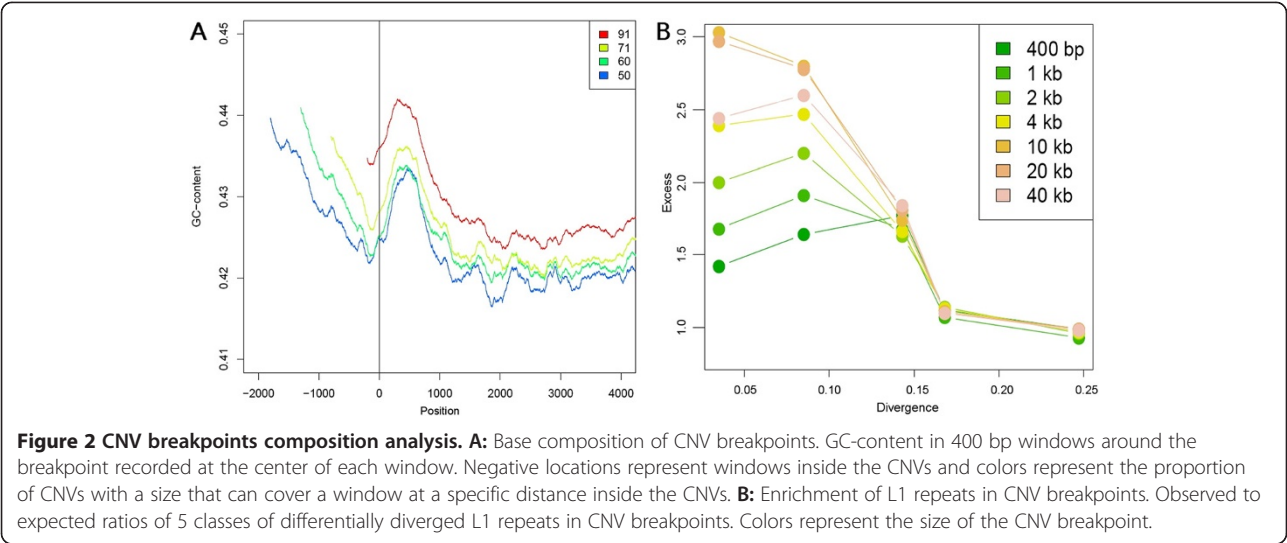 A
0.45
0.44
0.43
0.42
0.41
GC-content
91
71
60
50
−2000 −1000 0 1000 2000 3000 4000
Position
B
3.0
2.5
2.0
1.5
1.0
Excess
400 bp
1 kb
2 kb
4 kb
10 kb
20 kb
40 kb
0.05 0.10 0.15 0.20 0.25
Divergence
Figure 2 CNV breakpoints composition analysis. A: Base composition of CNV breakpoints. GC-content in 400 bp windows around the
breakpoint recorded at the center of each window. Negative locations represent windows inside the CNVs and colors represent the proportion
of CNVs with a size that can cover a window at a specific distance inside the CNVs. B: Enrichment of L1 repeats in CNV breakpoints. Observed to
expected ratios of 5 classes of differentially diverged L1 repeats in CNV breakpoints. Colors represent the size of the CNV breakpoint.